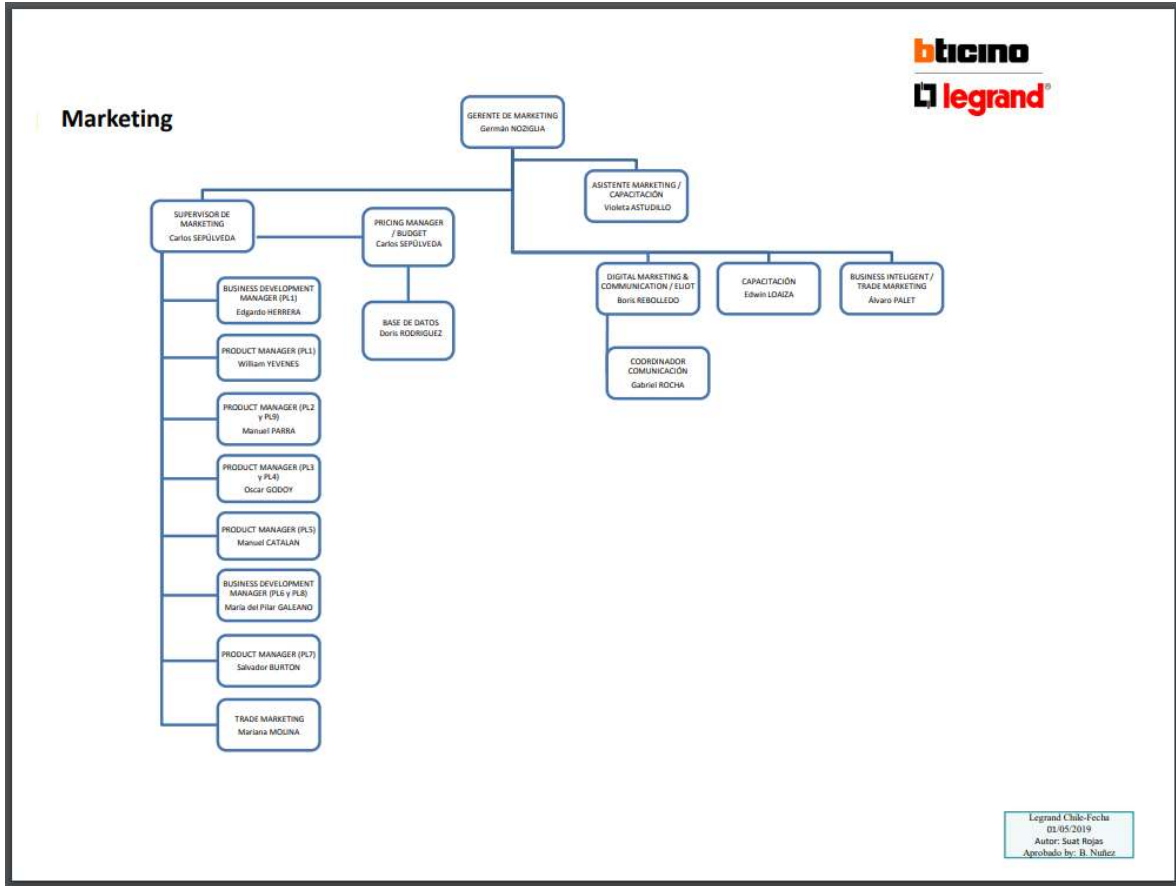 bticino
legrand®
Marketing
GERENTE DE MARKETING
Germán NOZIGLIA
ASISTENTE MARKETING /
CAPACITACIÓN
Violeta ASTUDILLO
SUPERVISOR DE
MARKETING
Carlos SEPÚLVEDA
PRICING MANAGER
/ BUDGET
Carlos SEPÚLVEDA
BASE DE DATOS
Doris RODRIGUEZ
DIGITAL MARKETING &
COMMUNICATION / ELIOT
Boris REBOLLEDO
CAPACITACIÓN
Edwin LOAIZA
BUSINESS INTELIGENT /
TRADE MARKETING
Álvaro PALET
COORDINADOR
COMUNICACIÓN
Gabriel ROCHA
BUSINESS DEVELOPMENT
MANAGER (PL1)
Edgardo HERRERA
PRODUCT MANAGER (PL1)
William YEVENES
PRODUCT MANAGER (PL2
y PL9)
Manuel PARRA
PRODUCT MANAGER (PL3
y PL4)
Oscar GODOY
PRODUCT MANAGER (PL5)
Manuel CATALAN
BUSINESS DEVELOPMENT
MANAGER (PL6 y PL8)
María del Pilar GALEANO
PRODUCT MANAGER (PL7)
Salvador BURTON
TRADE MARKETING
Mariana MOLINA
Legrand Chile-Fecha
01/05/2019
Autor: Suat Rojas
Aprobado by: B. Nuñez